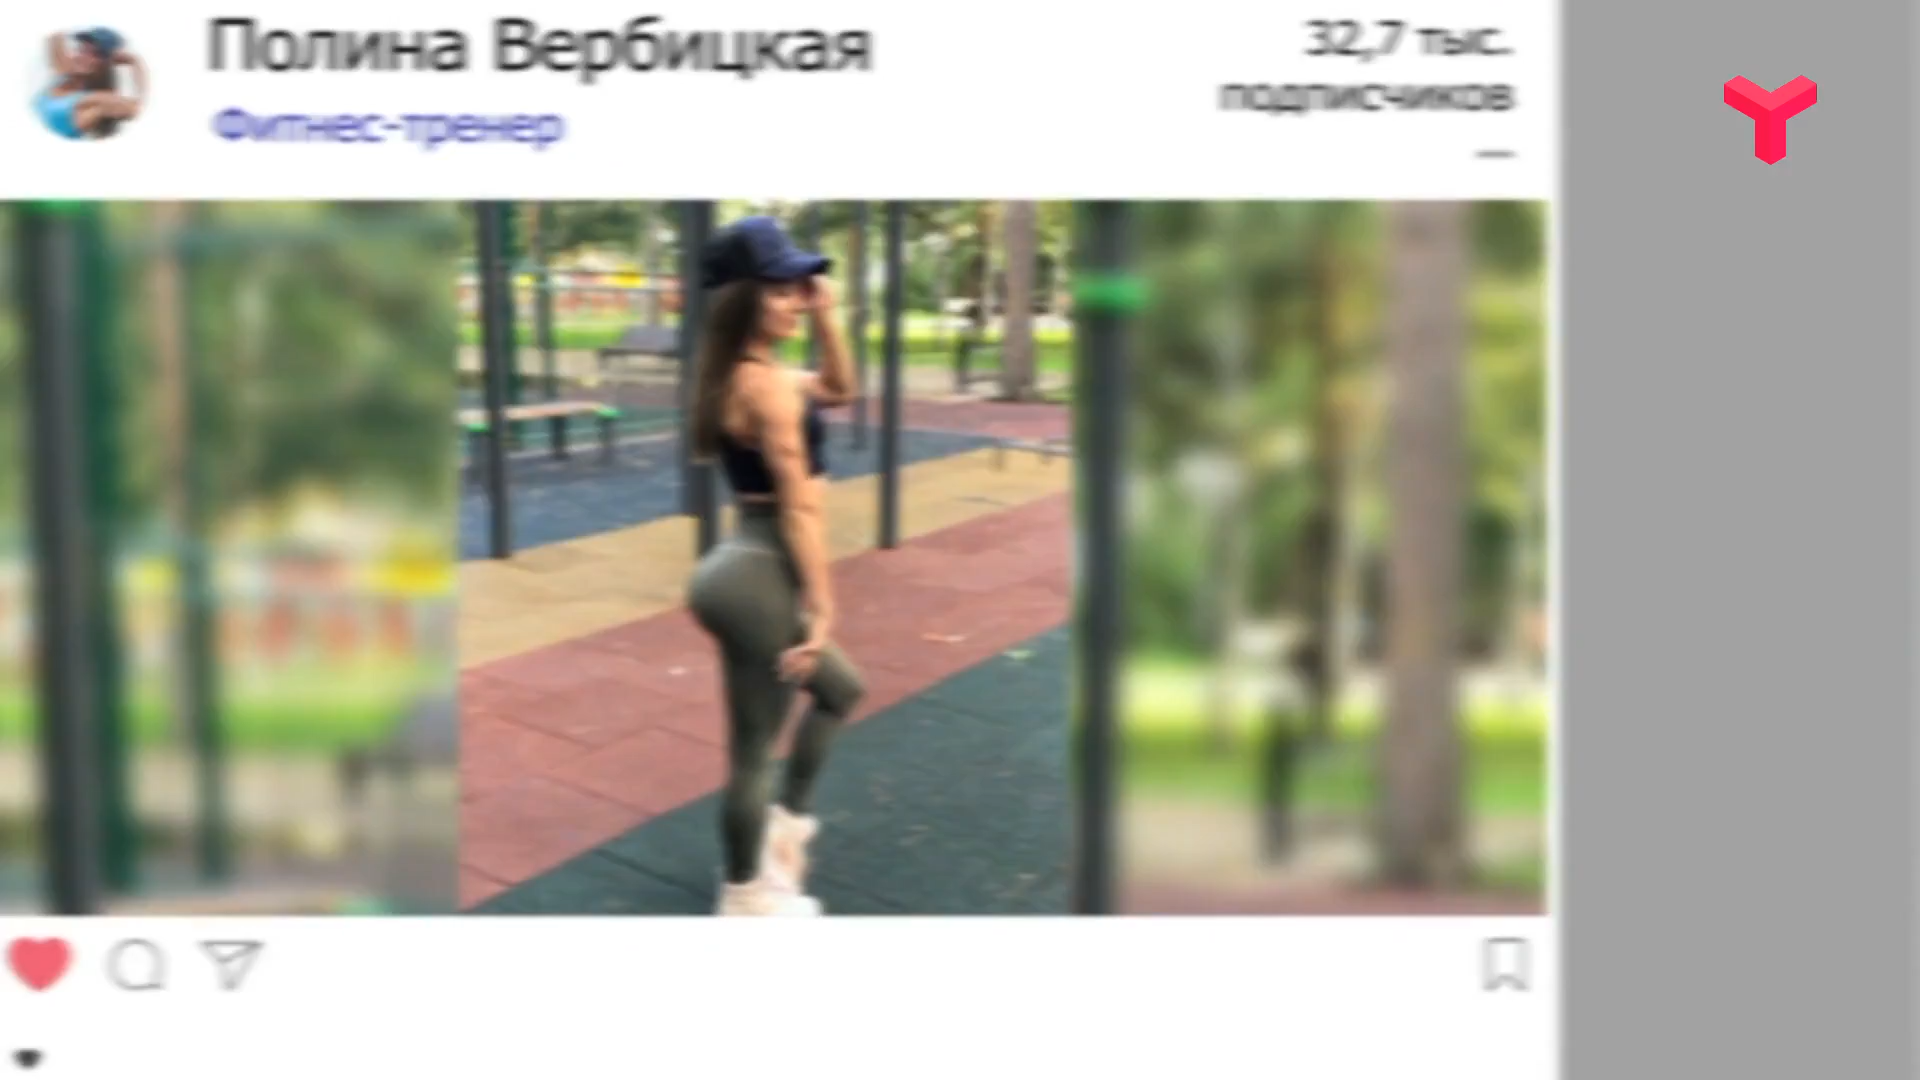 Полина Вербицкая
Фитнес-тренер
32,7 тыс.
подписчиков